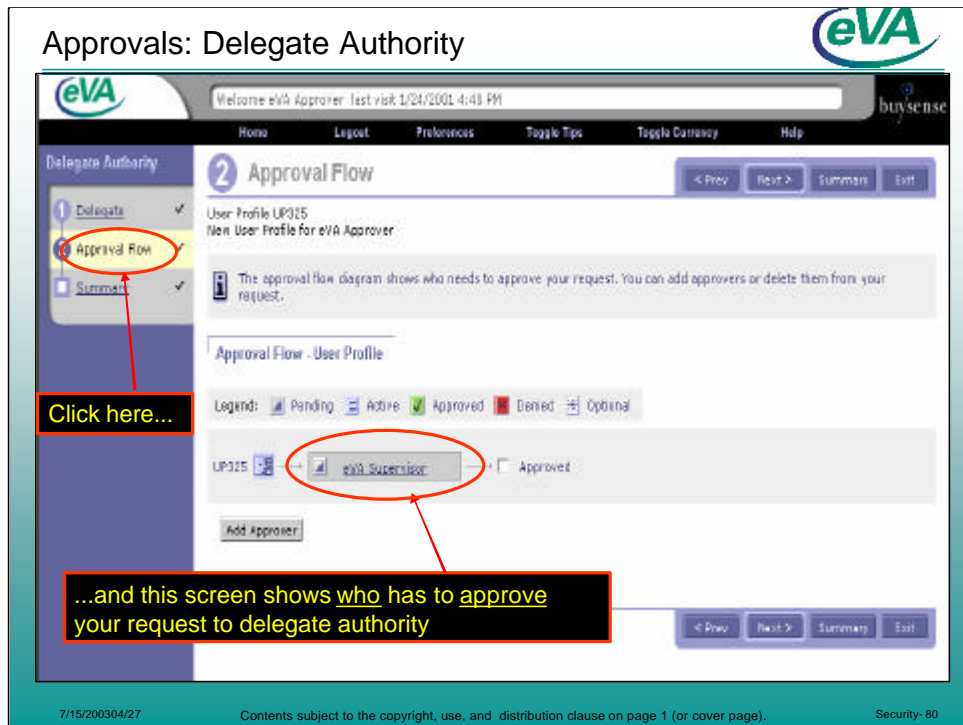 Approvals: Delegate Authority
eVA
eVA
Welcome eVA Approver last visit 1/24/2001 4:48 PM
buysense
Home Logout Preferences Toggle Tips Toggle Currency Help
Delegate Authority
1 Delegate
Approval Flow
Summary
2 Approval Flow
< Prev Next > Summary Exit
User Profile UP325
New User Profile for eVA Approver
The approval flow diagram shows who needs to approve your request. You can add approvers or delete them from your
request.
Approval Flow - User Profile
Legend: Pending Active Approved Denied Optional
Click here...
UP325 eVA Supervisor Approved
Add Approver
...and this screen shows who has to approve
your request to delegate authority
< Prev Next > Summary Exit
7/15/200304/27 Contents subject to the copyright, use, and distribution clause on page 1 (or cover page). Security- 80